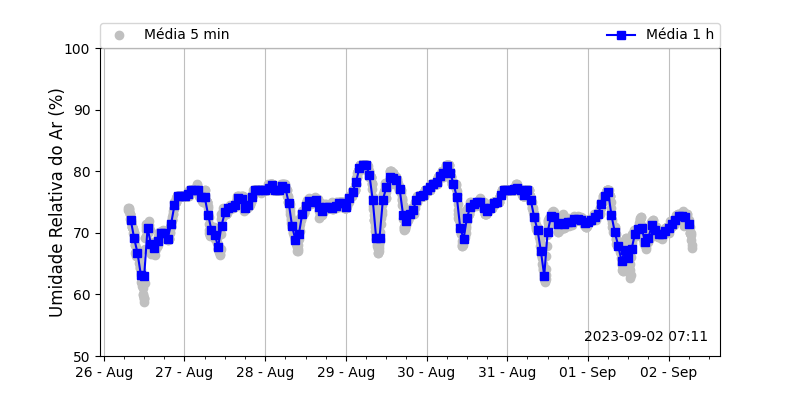 Média 5 min
Média 1 h
Umidade Relativa do Ar (%)
100
90
80
70
60
50
2023-09-02 07:11
26 - Aug
27 - Aug
28 - Aug
29 - Aug
30 - Aug
31 - Aug
01 - Sep
02 - Sep